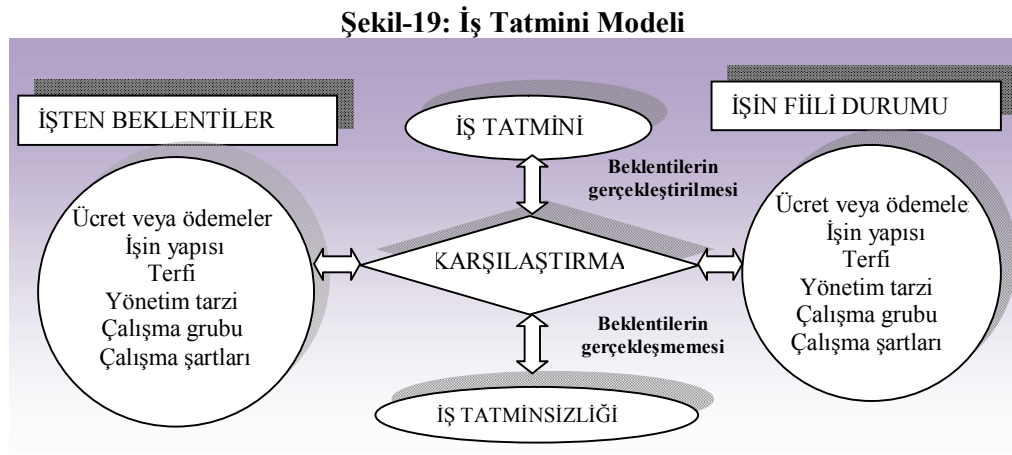 Şekil-19: İş Tatmini Modeli
İŞTEN BEKLENTİLER
Ücret veya ödemeler
İşin yapısı
Terfi
Yönetim tarzi
Çalışma grubu
Çalışma şartları
İŞ TATMİNİ
Beklentilerin
gerçekleştirilmesi
KARŞILAŞTIRMA
Beklentilerin
gerçekleşmemesi
İŞ TATMİNSİZLİĞİ
İŞİN FİİLİ DURUMU
Ücret veya ödemele
İşin yapısı
Terfi
Yönetim tarzi
Çalışma grubu
Çalışma şartları